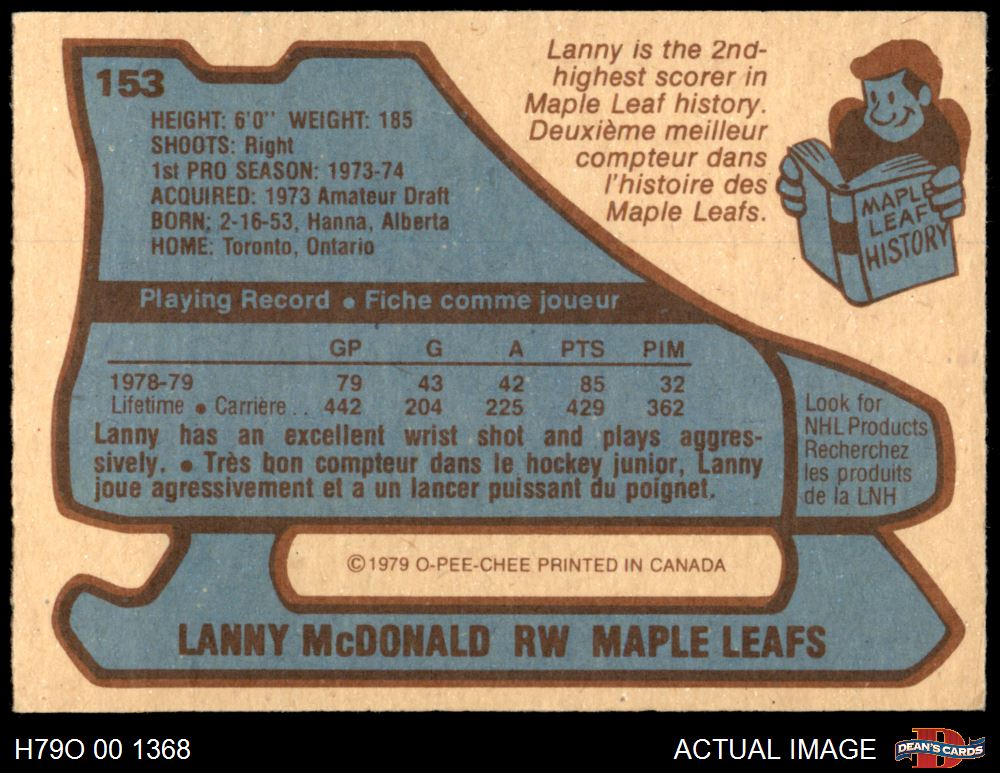 153
HEIGHT: 6'0" WEIGHT: 185
SHOOTS: Right
1st PRO SEASON: 1973-74
ACQUIRED: 1973 Amateur Draft
BORN: 2-16-53, Hanna, Alberta
HOME: Toronto, Ontario
Lanny is the 2nd-
highest scorer in
Maple Leaf history.
Deuxième meilleur
compteur dans
l'histoire des
Maple Leafs.
MAPLE
LEAF
HISTORY
Playing Record • Fiche comme joueur
GP G A PTS PIM
1978-79 79 43 42 85 32
Lifetime • Carrière . . 442 204 225 429 362
Lanny has an excellent wrist shot and plays aggres-
sively. • Très bon compteur dans le hockey junior, Lanny
joue agressivement et a un lancer puissant du poignet.
Look for
NHL Products
Recherchez
les produits
de la LNH
©1979 O-PEE-CHEE PRINTED IN CANADA
LANNY McDONALD RW MAPLE LEAFS
H79O 00 1368
ACTUAL IMAGE
D
DEAN'S CARDS